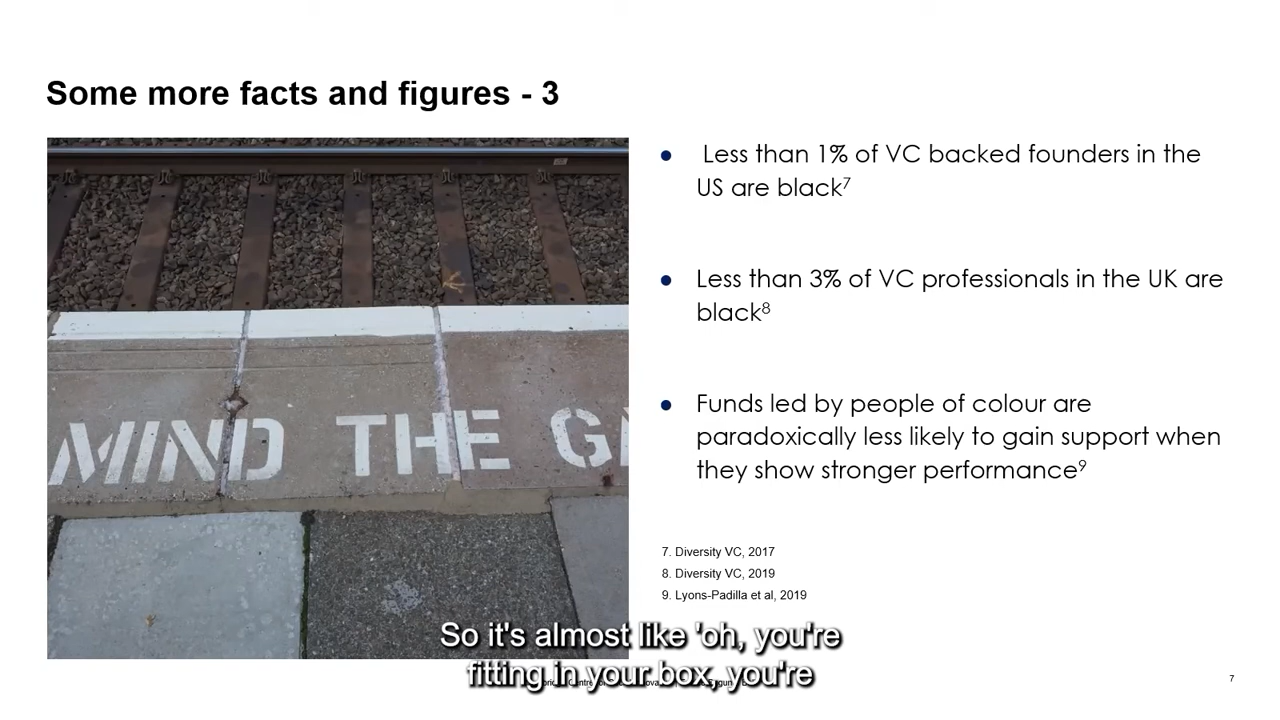 Some more facts and figures - 3
● Less than 1% of VC backed founders in the
US are black⁷
● Less than 3% of VC professionals in the UK are
black⁸
● Funds led by people of colour are
paradoxically less likely to gain support when
they show stronger performance⁹
MIND THE
7. Diversity VC, 2017
8. Diversity VC, 2019
9. Lyons-Padilla et al, 2019
So it's almost like 'oh, you're
fitting in your box, you're
7